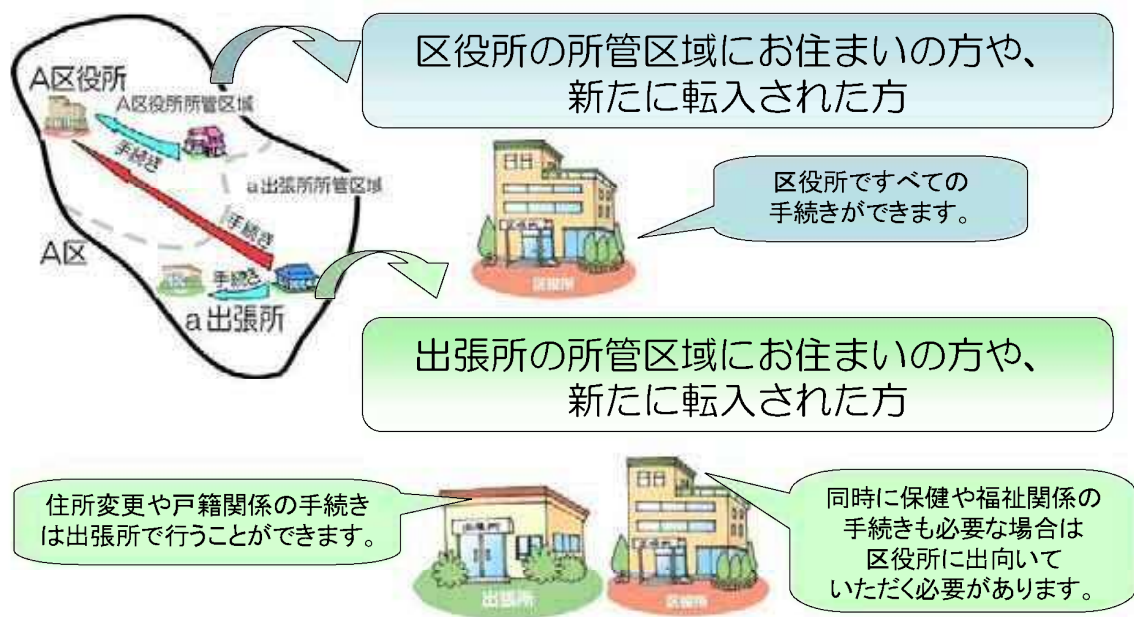 A区役所
A区役所所管区域
手続き
a出張所所管区域
手続き
A区
手続き
a出張所
区役所の所管区域にお住まいの方や、
新たに転入された方
区役所ですべての
手続きができます。
区役所
出張所の所管区域にお住まいの方や、
新たに転入された方
住所変更や戸籍関係の手続き
は出張所で行うことができます。
出張所
出張所
区役所
同時に保健や福祉関係の
手続きも必要な場合は
区役所に出向いて
いただく必要があります。